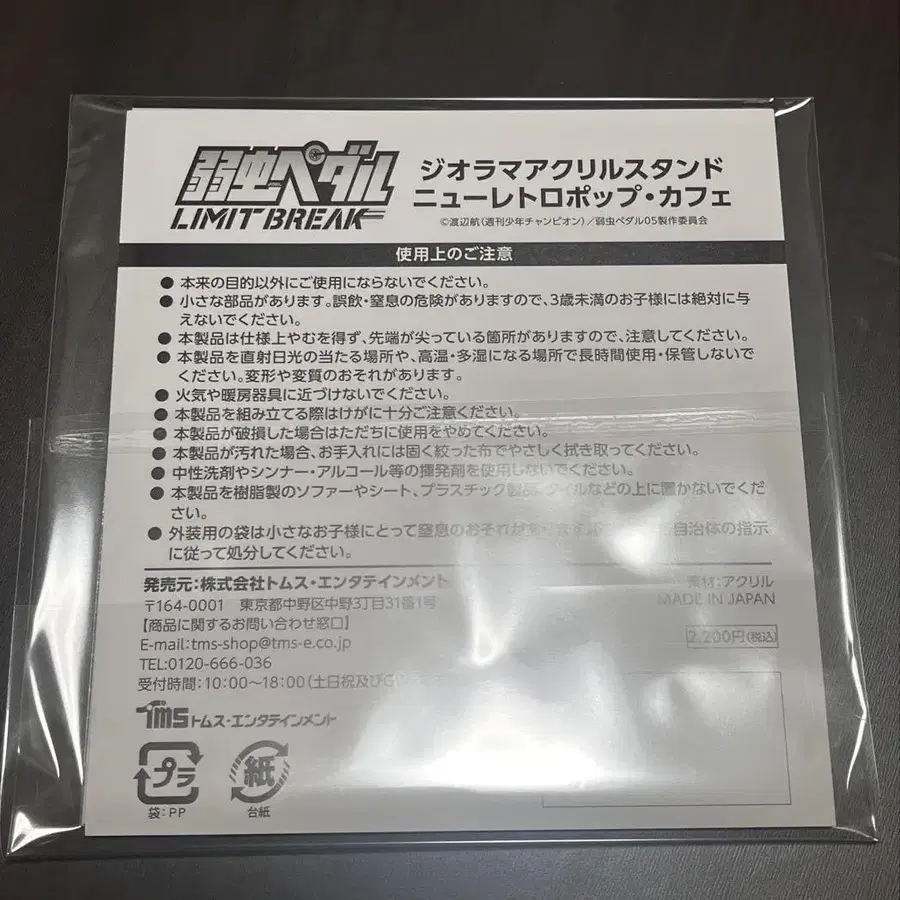 弱虫ペダル
LIMIT BREAK
ジオラマアクリルスタンド
ニューレトロポップ・カフェ
©渡辺航(週刊少年チャンピオン)/弱虫ペダル05製作委員会
使用上のご注意
● 本来の目的以外にご使用にならないでください。
● 小さな部品があります。誤飲・窒息の危険がありますので、3歳未満のお子様には絶対に与
えないでください。
● 本製品は仕様上やむを得ず、先端が尖っている箇所がありますので、注意してください。
● 本製品を直射日光の当たる場所や、高温・多湿になる場所で長時間使用・保管しないで
ください。変形や変質のおそれがあります。
● 火気や暖房器具に近づけないでください。
● 本製品を組み立てる際はけがに十分ご注意ください。
● 本製品が破損した場合はただちに使用をやめてください。
● 本製品が汚れた場合、お手入れには固く絞った布でやさしく拭き取ってください。
● 中性洗剤やシンナー・アルコール等の揮発剤を使用しないでください。
● 本製品を樹脂製のソファーやシート、プラスチック製品、タイルなどの上に置かないでくだ
さい。
● 外装用の袋は小さなお子様にとって窒息のおそれが 自治体の指示
に従って処分してください。
発売元:株式会社トムス・エンタテインメント
〒164-0001 東京都中野区中野3丁目31番1号
【商品に関するお問い合わせ窓口】
E-mail:tms-shop@tms-e.co.jp
TEL:0120-666-036
受付時間:10:00~18:00(土日祝及び
素材:アクリル
MADE IN JAPAN
2,200円(税込)
tms トムス・エンタテインメント
プラ
袋:PP
紙
台紙